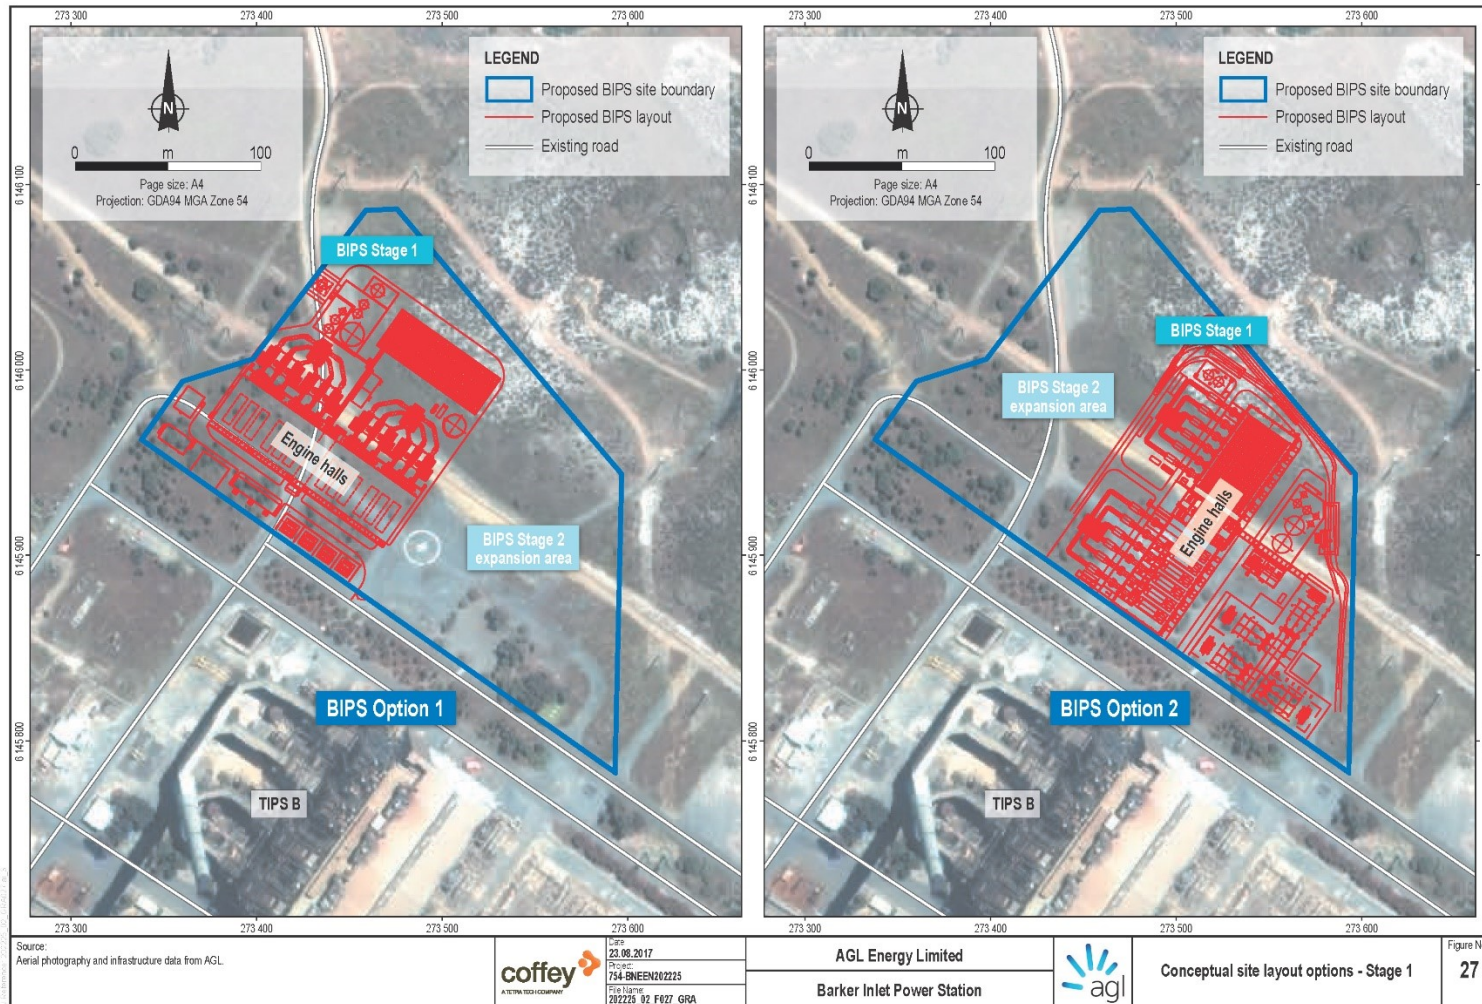 273 300
273 400
273 500
273 600
273 400
273 500
273 600
N
0
m
100
Page size: A4
Projection: GDA94 MGA Zone 54
LEGEND
Proposed BIPS site boundary
Proposed BIPS layout
Existing road
6 146 100
6 146 000
6 145 900
6 145 800
BIPS Stage 1
Engine halls
BIPS Stage 2
expansion area
BIPS Option 1
TIPS B
N
0
m
100
Page size: A4
Projection: GDA94 MGA Zone 54
LEGEND
Proposed BIPS site boundary
Proposed BIPS layout
Existing road
6 146 100
6 146 000
6 145 900
6 145 800
BIPS Stage 1
BIPS Stage 2
expansion area
Engine halls
BIPS Option 2
TIPS B
273 300
273 400
273 500
273 600
273 300
273 400
273 500
273 600
Source:
Aerial photography and infrastructure data from AGL.
coffey
A TETRA TECH COMPANY
Date
23.08.2017
Project:
754-BNEEN202225
File Name:
202225_02_F027_GRA
AGL Energy Limited
Barker Inlet Power Station
agl
Conceptual site layout options - Stage 1
Figure N
27